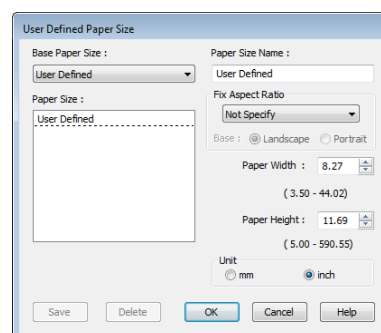 User Defined Paper Size
Base Paper Size :
User Defined
Paper Size :
User Defined
Paper Size Name :
User Defined
Fix Aspect Ratio
Not Specify
Base : Landscape Portrait
Paper Width : 8.27
( 3.50 - 44.02)
Paper Height : 11.69
( 5.00 - 590.55)
Unit
mm inch
Save Delete OK Cancel Help